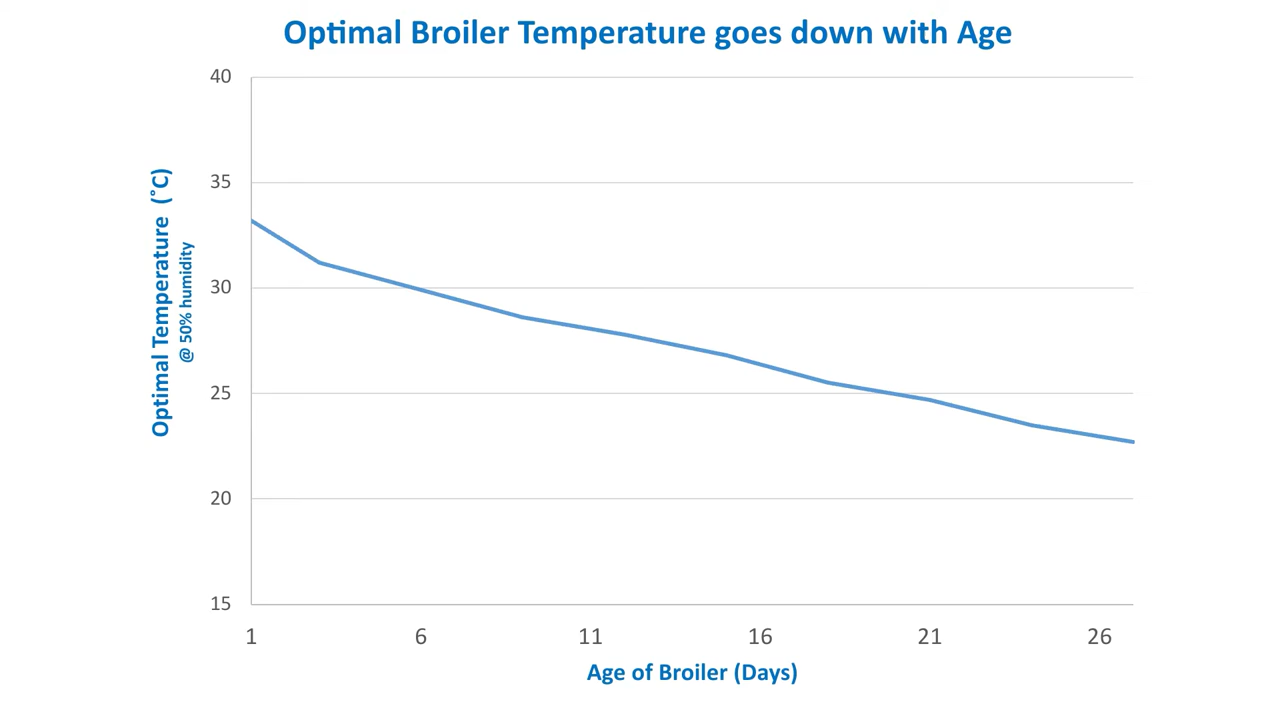 Optimal Broiler Temperature goes down with Age
40
35
30
25
20
15
Optimal Temperature (˚C)
@ 50% humidity
1 6 11 16 21 26
Age of Broiler (Days)